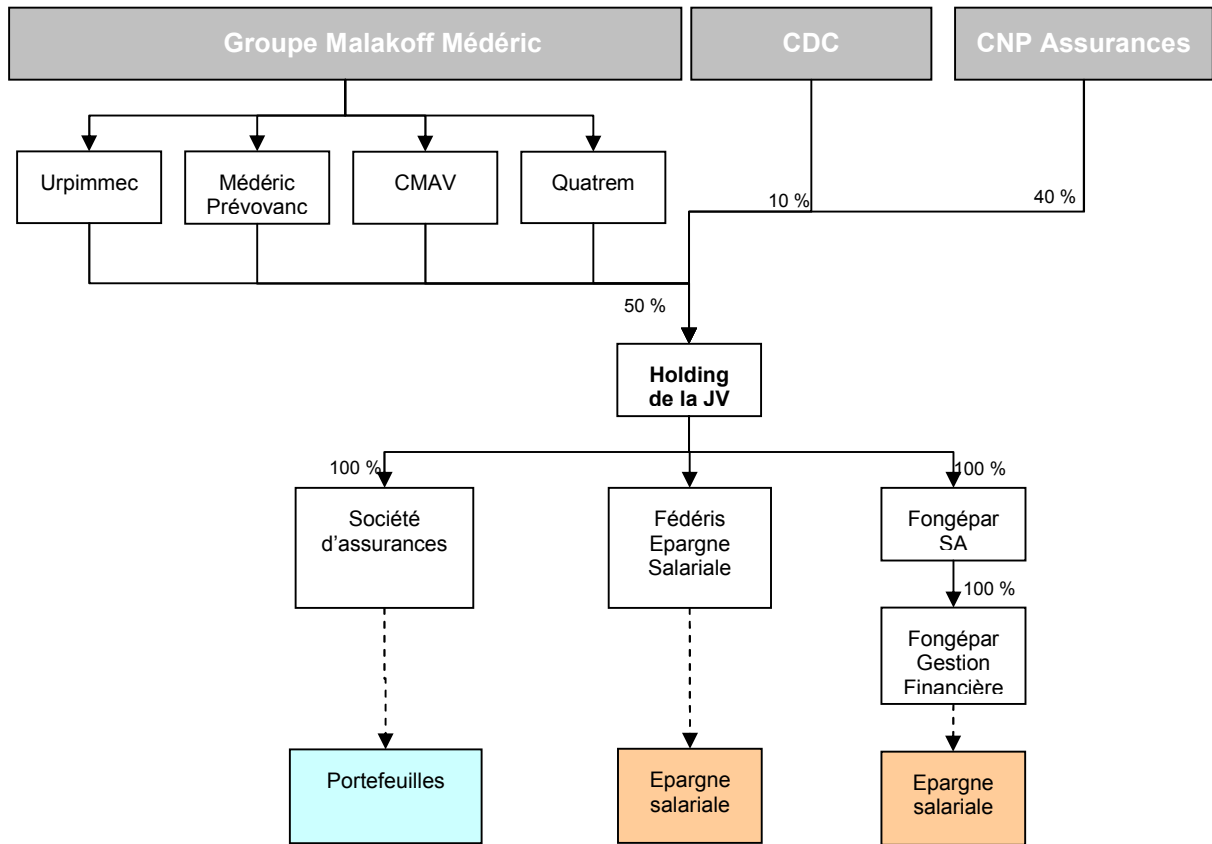 Groupe Malakoff Médéric
CDC
CNP Assurances
Urpimmec
Médéric
Prévovanc
CMAV
Quatrem
10 %
40 %
50 %
Holding
de la JV
100 %
100 %
Société
d'assurances
Fédéris
Epargne
Salariale
Fongépar
SA
100 %
Fongépar
Gestion
Financière
Portefeuilles
Epargne
salariale
Epargne
salariale